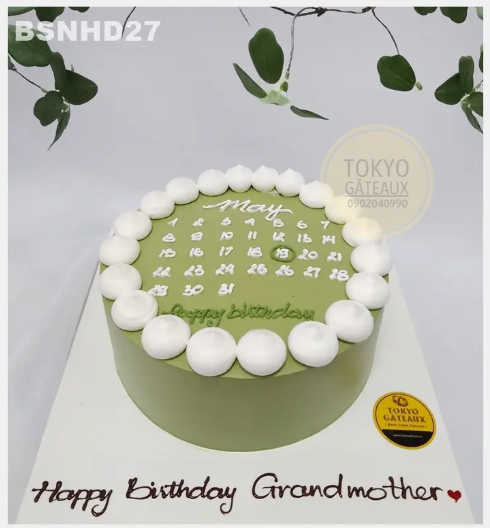 BSNHD27
TOKYO
GÂTEAUX
0902040990
May
1 2 3 4 5 6 7
8 9 10 11 12 13 14
15 16 17 18 19 20 21
22 23 24 25 26 27 28
29 30 31
Happy birthday
TOKYO
GÂTEAUX
Happy Birthday Grandmother